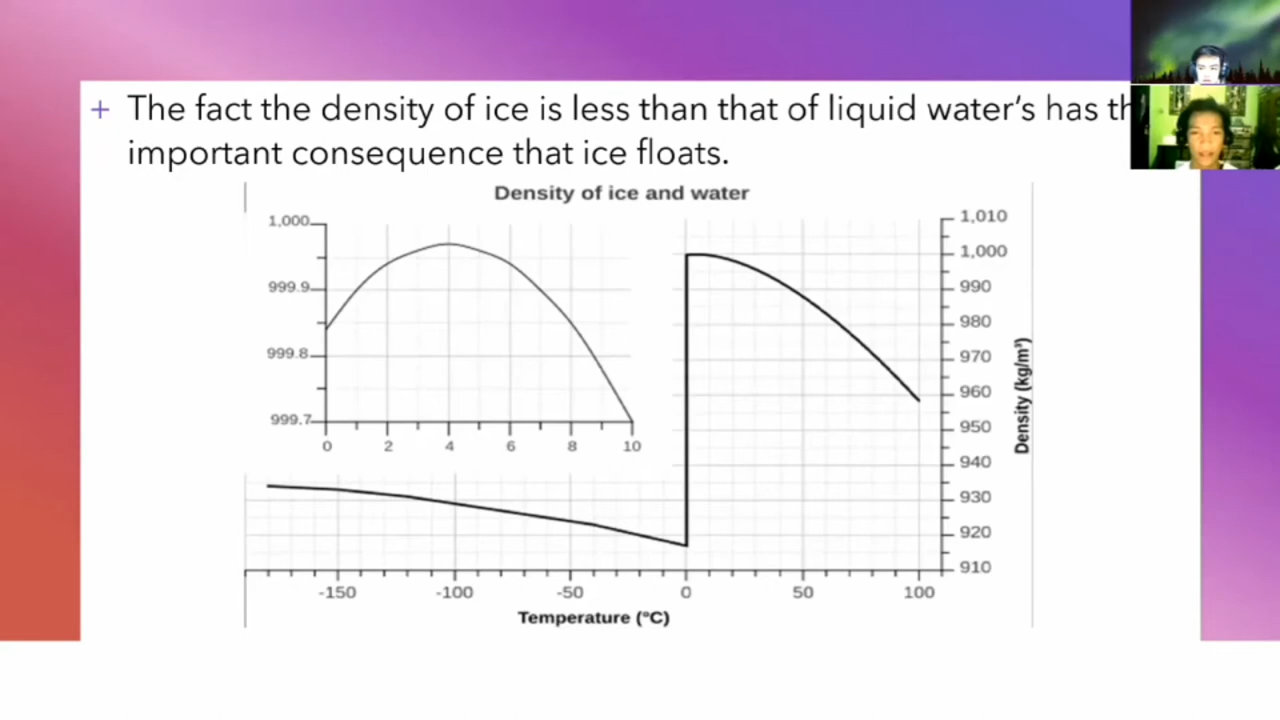 + The fact the density of ice is less than that of liquid water's has
important consequence that ice floats.
Density of ice and water
1,000
999.9
999.8
999.7
0 2 4 6 8 10
1,010
1,000
990
980
970
960
950
940
930
920
910
Density (kg/m³)
-150 -100 -50 0 50 100
Temperature (°C)